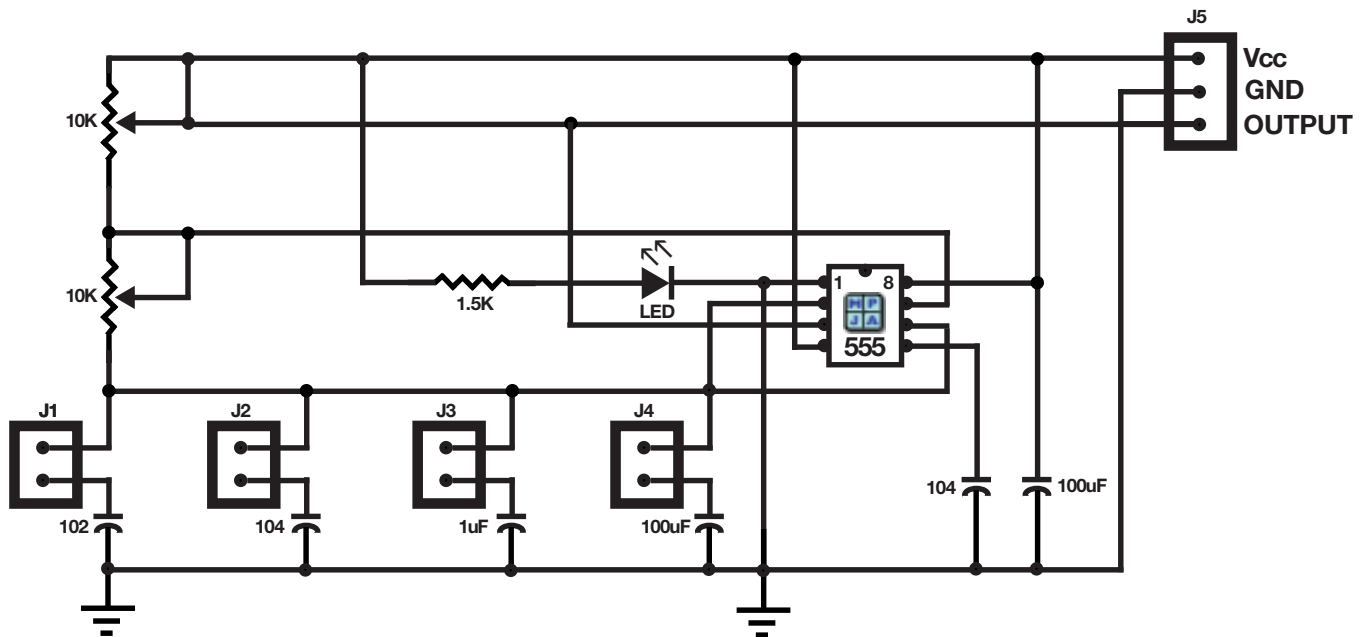 J5
Vcc
GND
OUTPUT
10K
10K
1.5K
LED
1
8
M P
J A
555
J1
J2
J3
J4
102
104
1uF
100uF
104
100uF